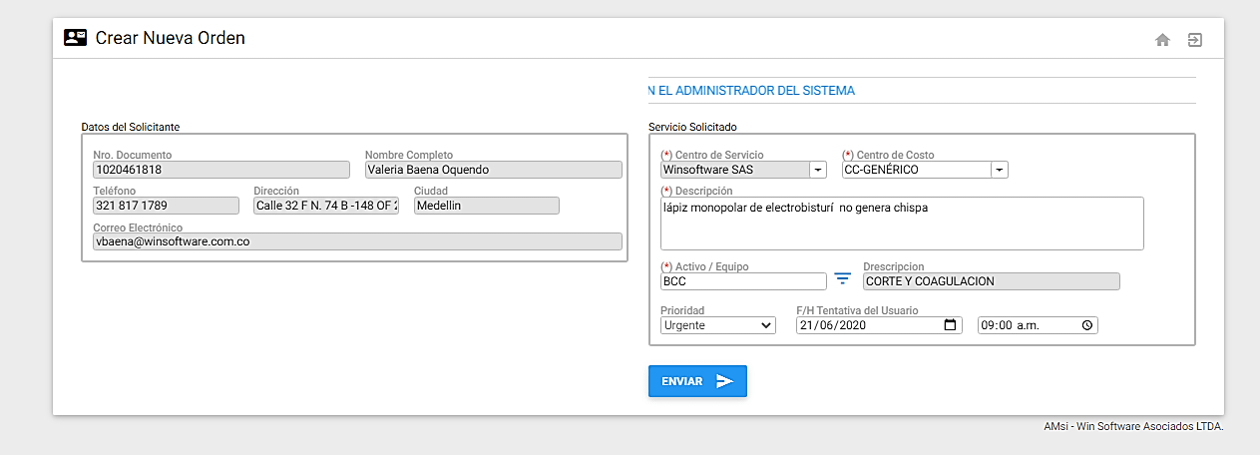 Crear Nueva Orden
N EL ADMINISTRADOR DEL SISTEMA
Datos del Solicitante
Nro. Documento Nombre Completo
1020461818 Valeria Baena Oquendo
Teléfono Dirección Ciudad
321 817 1789 Calle 32 F N. 74 B -148 OF 2 Medellin
Correo Electrónico
vbaena@winsoftware.com.co
Servicio Solicitado
(*) Centro de Servicio (*) Centro de Costo
Winsoftware SAS CC-GENÉRICO
(*) Descripción
lápiz monopolar de electrobisturí no genera chispa
(*) Activo / Equipo Drescripcion
BCC CORTE Y COAGULACION
Prioridad F/H Tentativa del Usuario
Urgente 21/06/2020 09:00 a.m.
ENVIAR
AMsi - Win Software Asociados LTDA.